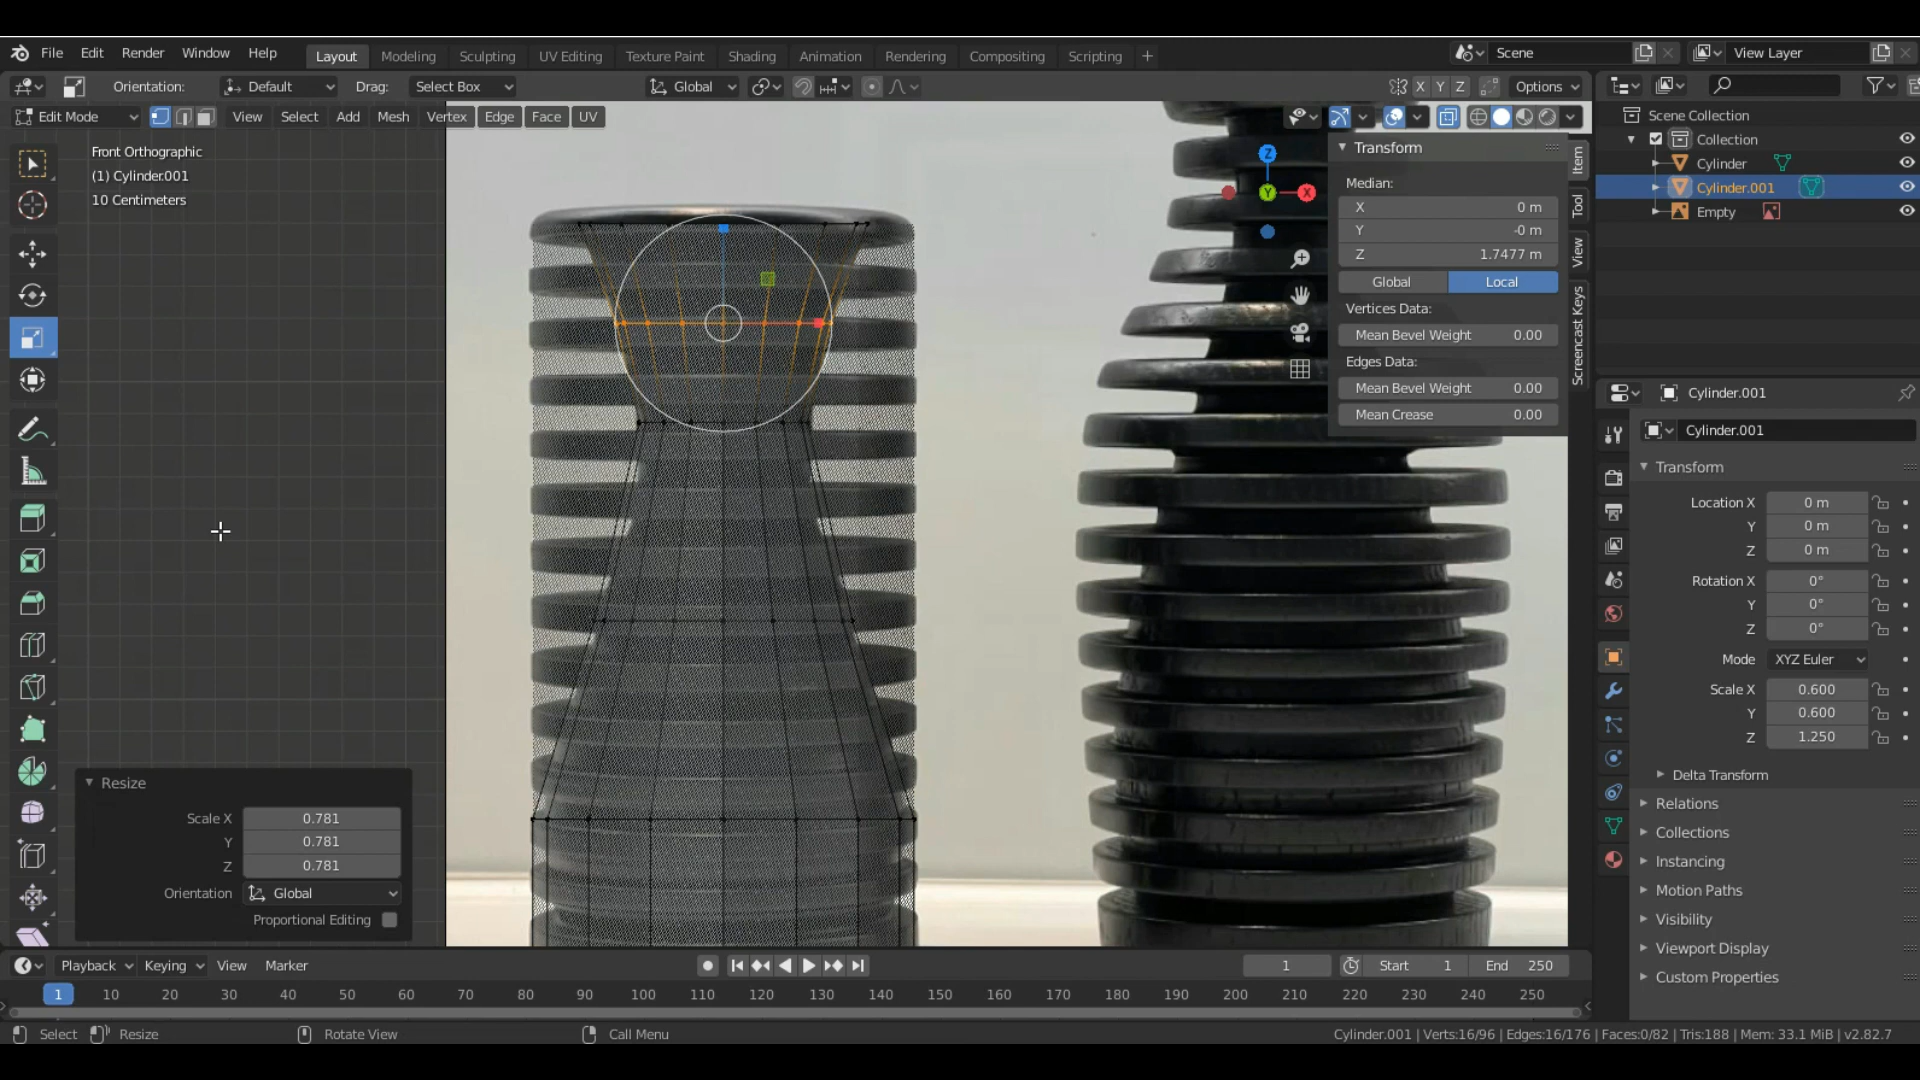 File Edit Render Window Help Layout Modeling Sculpting UV Editing Texture Paint Shading Animation Rendering Compositing Scripting + Scene View Layer
Orientation: Default Drag: Select Box Global X Y Z Options
Edit Mode View Select Add Mesh Vertex Edge Face UV
Front Orthographic
(1) Cylinder.001
10 Centimeters
Z
Y
X
Transform
Median:
X 0 m
Y -0 m
Z 1.7477 m
Global Local
Vertices Data:
Mean Bevel Weight 0.00
Edges Data:
Mean Bevel Weight 0.00
Mean Crease 0.00
Item
Tool
View
Screencast Keys
Scene Collection
Collection
Cylinder
Cylinder.001
Empty
Cylinder.001
Cylinder.001
Transform
Location X 0 m
Y 0 m
Z 0 m
Rotation X 0°
Y 0°
Z 0°
Mode XYZ Euler
Scale X 0.600
Y 0.600
Z 1.250
Delta Transform
Relations
Collections
Instancing
Motion Paths
Visibility
Viewport Display
Custom Properties
Resize
Scale X 0.781
Y 0.781
Z 0.781
Orientation Global
Proportional Editing
Playback Keying View Marker 1 Start 1 End 250
1 10 20 30 40 50 60 70 80 90 100 110 120 130 140 150 160 170 180 190 200 210 220 230 240 250
Select Resize Rotate View Call Menu Cylinder.001 | Verts:16/96 | Edges:16/176 | Faces:0/82 | Tris:188 | Mem: 33.1 MiB | v2.82.7